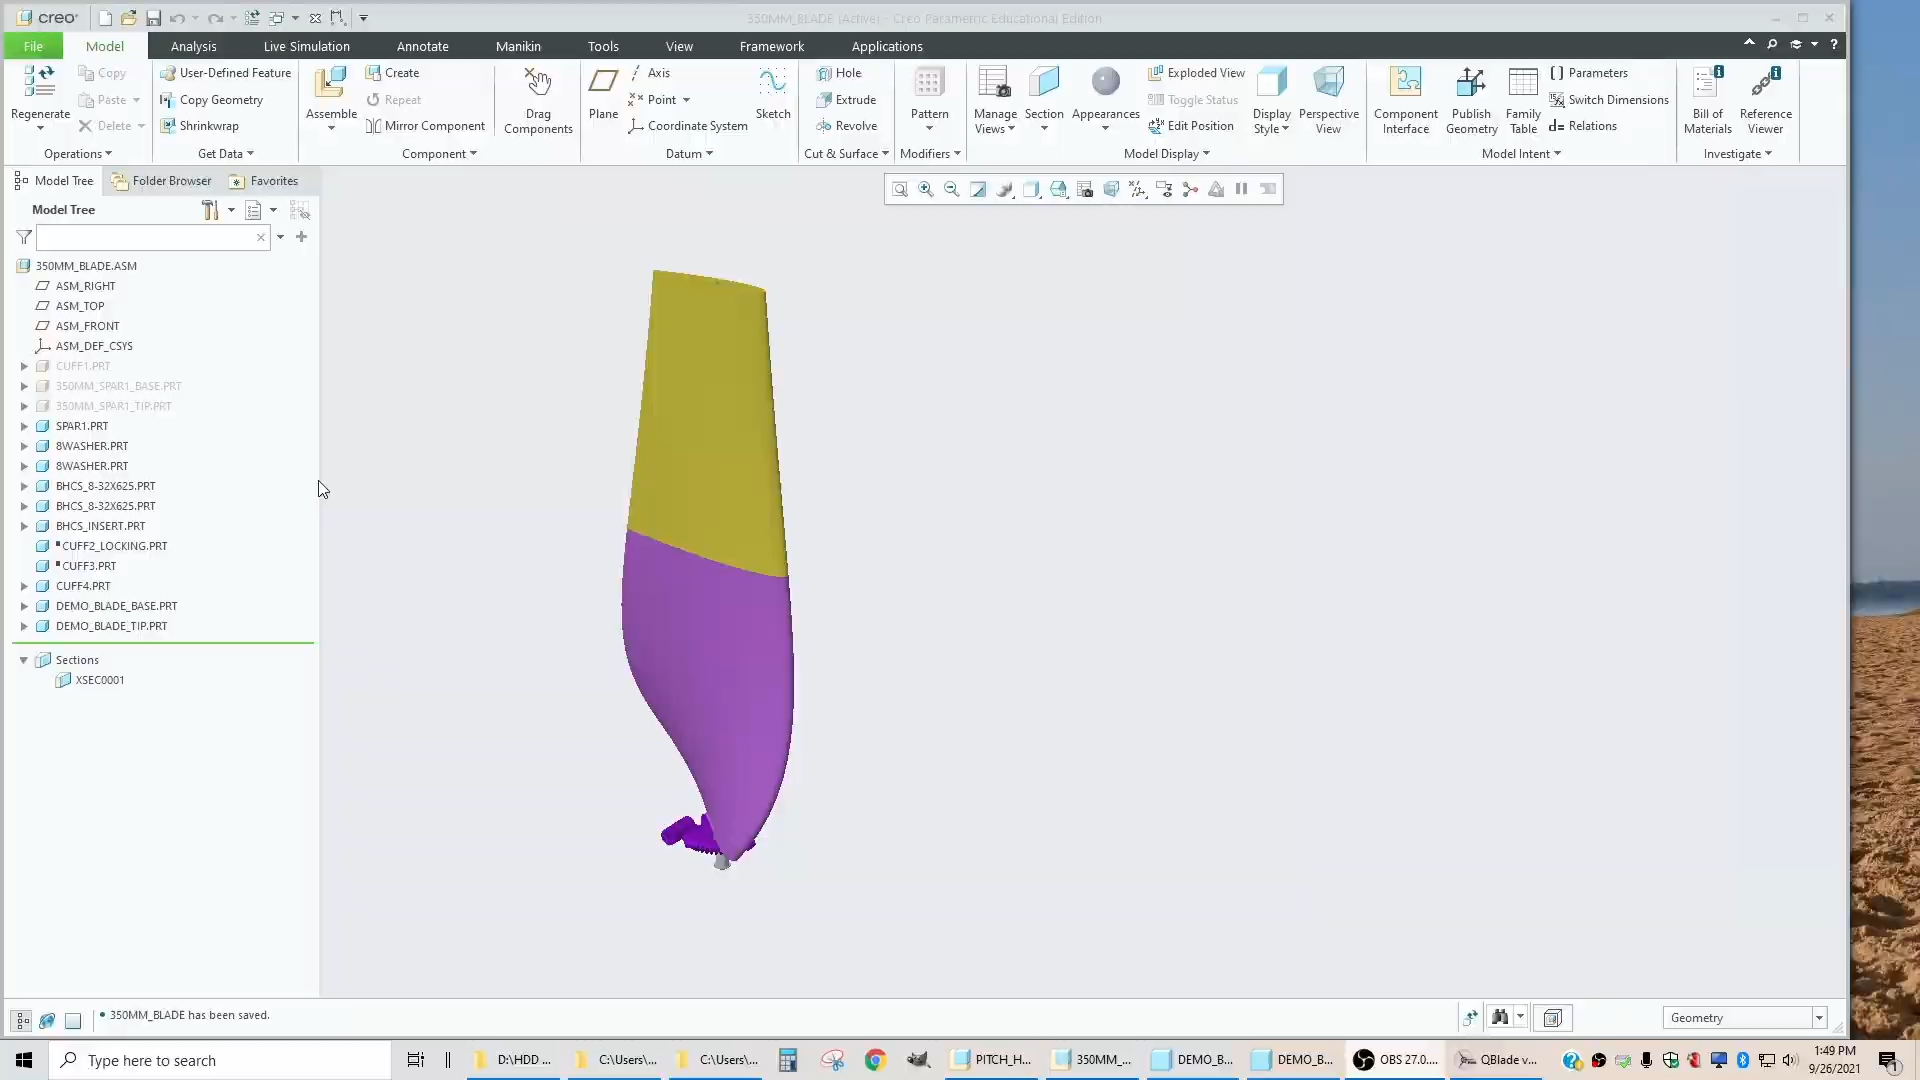 creo®
350MM_BLADE (Active) - Creo Parametric Educational Edition
File Model Analysis Live Simulation Annotate Manikin Tools View Framework Applications
Regenerate
Copy
Paste
Delete
Operations
User-Defined Feature
Copy Geometry
Shrinkwrap
Get Data
Assemble
Create
Repeat
Mirror Component
Component
Drag Components
Plane
Axis
Point
Coordinate System
Sketch
Datum
Hole
Extrude
Revolve
Cut & Surface
Pattern
Modifiers
Manage Views
Section
Appearances
Exploded View
Toggle Status
Edit Position
Display Style
Perspective View
Model Display
Component Interface
Publish Geometry
Family Table
[ ] Parameters
Switch Dimensions
d= Relations
Model Intent
Bill of Materials
Reference Viewer
Investigate
Model Tree Folder Browser Favorites
Model Tree
350MM_BLADE.ASM
ASM_RIGHT
ASM_TOP
ASM_FRONT
ASM_DEF_CSYS
CUFF1.PRT
350MM_SPAR1_BASE.PRT
350MM_SPAR1_TIP.PRT
SPAR1.PRT
8WASHER.PRT
8WASHER.PRT
BHCS_8-32X625.PRT
BHCS_8-32X625.PRT
BHCS_INSERT.PRT
CUFF2_LOCKING.PRT
CUFF3.PRT
CUFF4.PRT
DEMO_BLADE_BASE.PRT
DEMO_BLADE_TIP.PRT
Sections
XSEC0001
• 350MM_BLADE has been saved.
Geometry
Type here to search
D:\HDD ...
C:\Users\...
C:\Users\...
PITCH_H...
350MM_...
DEMO_B...
DEMO_B...
OBS 27.0....
QBlade v...
1:49 PM
9/26/2021
1